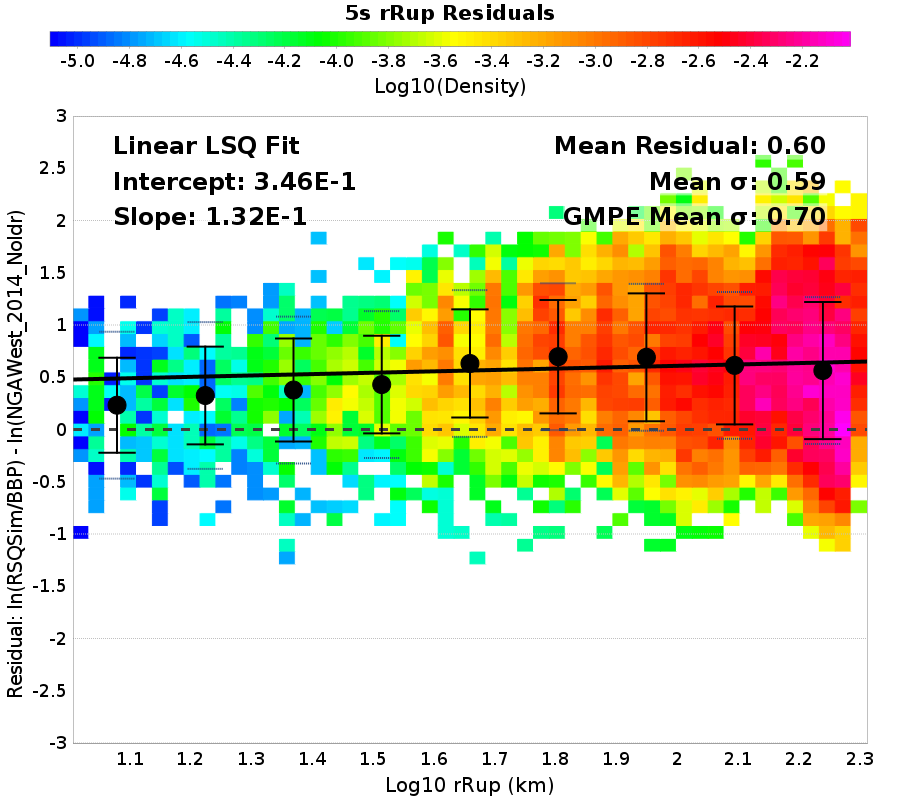 5s rRup Residuals
-5.0 -4.8 -4.6 -4.4 -4.2 -4.0 -3.8 -3.6 -3.4 -3.2 -3.0 -2.8 -2.6 -2.4 -2.2
Log10(Density)
Linear LSQ Fit
Intercept: 3.46E-1
Slope: 1.32E-1
Mean Residual: 0.60
Mean σ: 0.59
GMPE Mean σ: 0.70
Residual: ln(RSQSim/BBP) - ln(NGAWest_2014_NoIdr)
3
2.5
2
1.5
1
0.5
0
-0.5
-1
-1.5
-2
-2.5
-3
1.1 1.2 1.3 1.4 1.5 1.6 1.7 1.8 1.9 2 2.1 2.2 2.3
Log10 rRup (km)